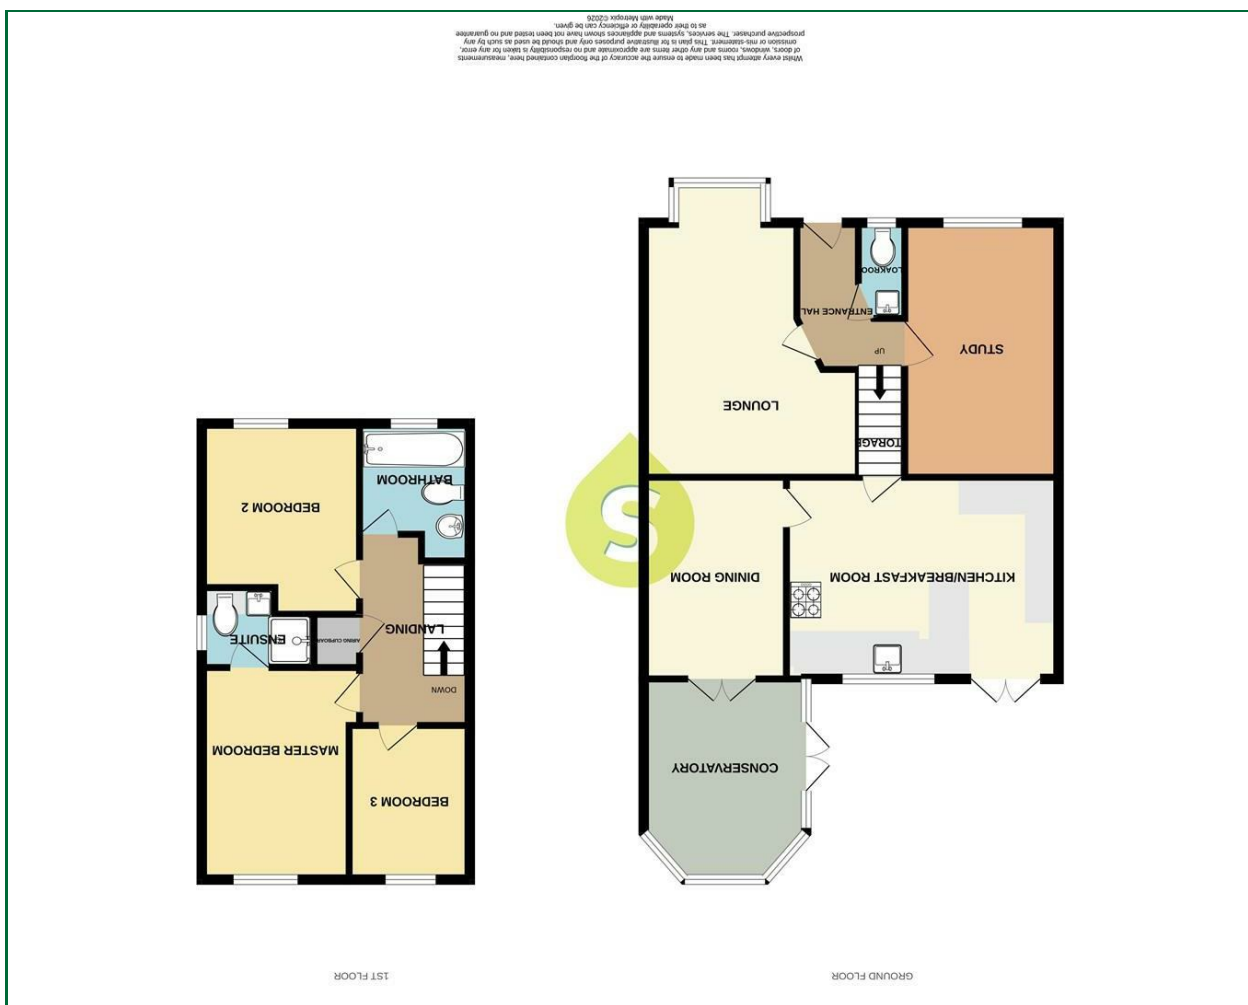 GROUND FLOOR
1ST FLOOR
CONSERVATORY
KITCHEN/BREAKFAST ROOM
DINING ROOM
STORAGE
LOUNGE
STUDY
UP
ENTRANCE HALL
CLOAKROOM
BEDROOM 3
MASTER BEDROOM
DOWN
LANDING
AIRING CUPBOARD
ENSUITE
BEDROOM 2
BATHROOM
S
Whilst every attempt has been made to ensure the accuracy of the floorplan contained here, measurements
of doors, windows, rooms and any other items are approximate and no responsibility is taken for any error,
omission or mis-statement. This plan is for illustrative purposes only and should be used as such by any
prospective purchaser. The services, systems and appliances shown have not been tested and no guarantee
as to their operability or efficiency can be given.
Made with Metropix ©2026